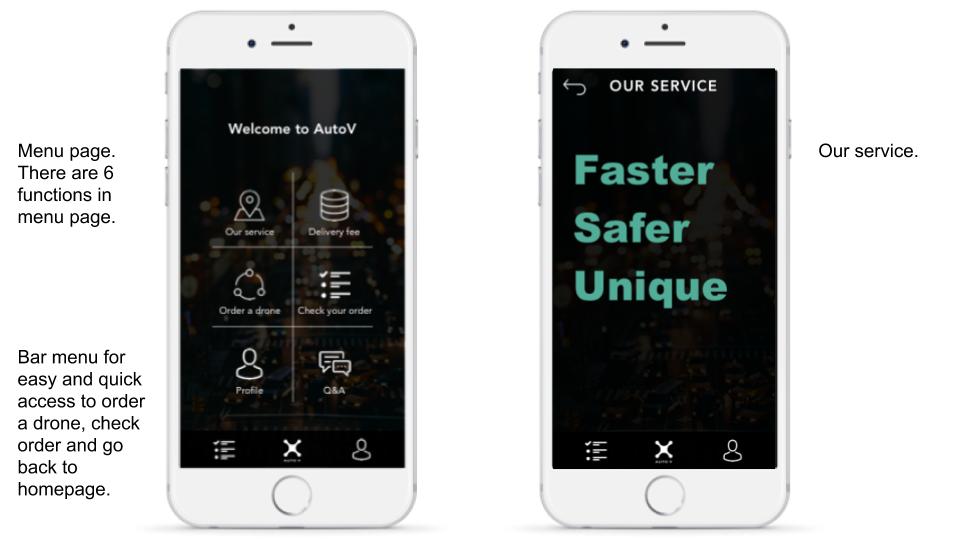 Menu page.
There are 6
functions in
menu page.
Bar menu for
easy and quick
access to order
a drone, check
order and go
back to
homepage.
Welcome to AutoV
Our service
Delivery fee
Order a drone
Check your order
Profile
Q&A
AUTO V
OUR SERVICE
Faster
Safer
Unique
AUTO V
Our service.